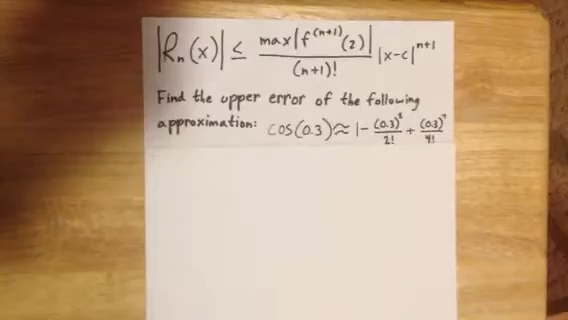 |Rₙ(x)| ≤ max|f⁽ⁿ⁺¹⁾(z)| / (n+1)! |x-c|ⁿ⁺¹
Find the upper error of the following
approximation: cos(0.3) ≈ 1 - (0.3)²/2! + (0.3)⁴/4!